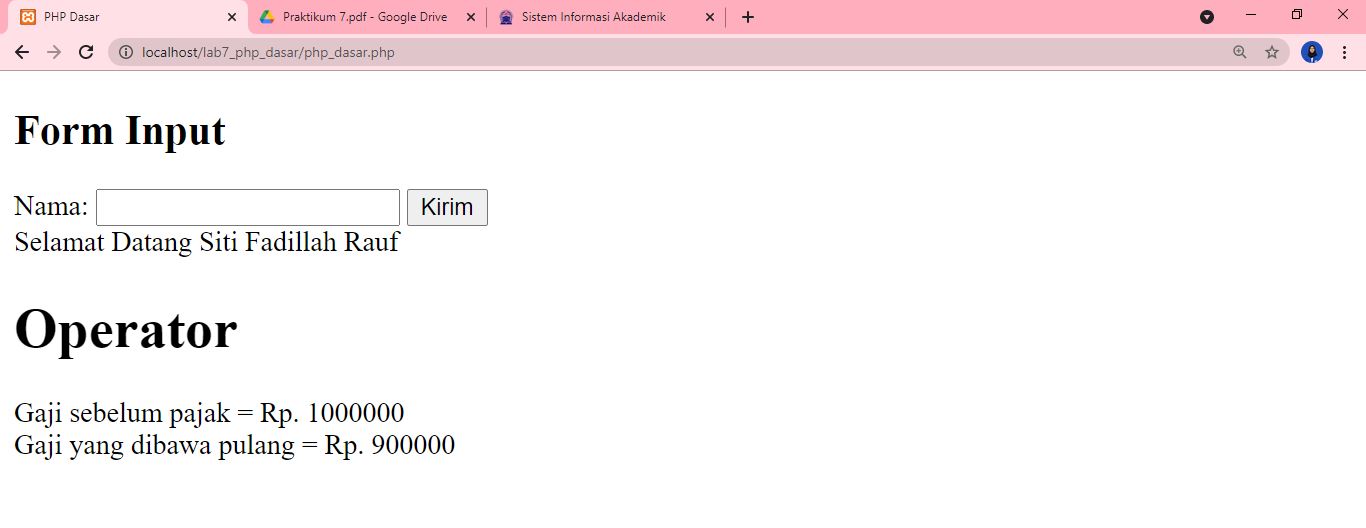 PHP Dasar
Praktikum 7.pdf - Google Drive
Sistem Informasi Akademik
localhost/lab7_php_dasar/php_dasar.php
Form Input
Nama: Kirim
Selamat Datang Siti Fadillah Rauf
Operator
Gaji sebelum pajak = Rp. 1000000
Gaji yang dibawa pulang = Rp. 900000